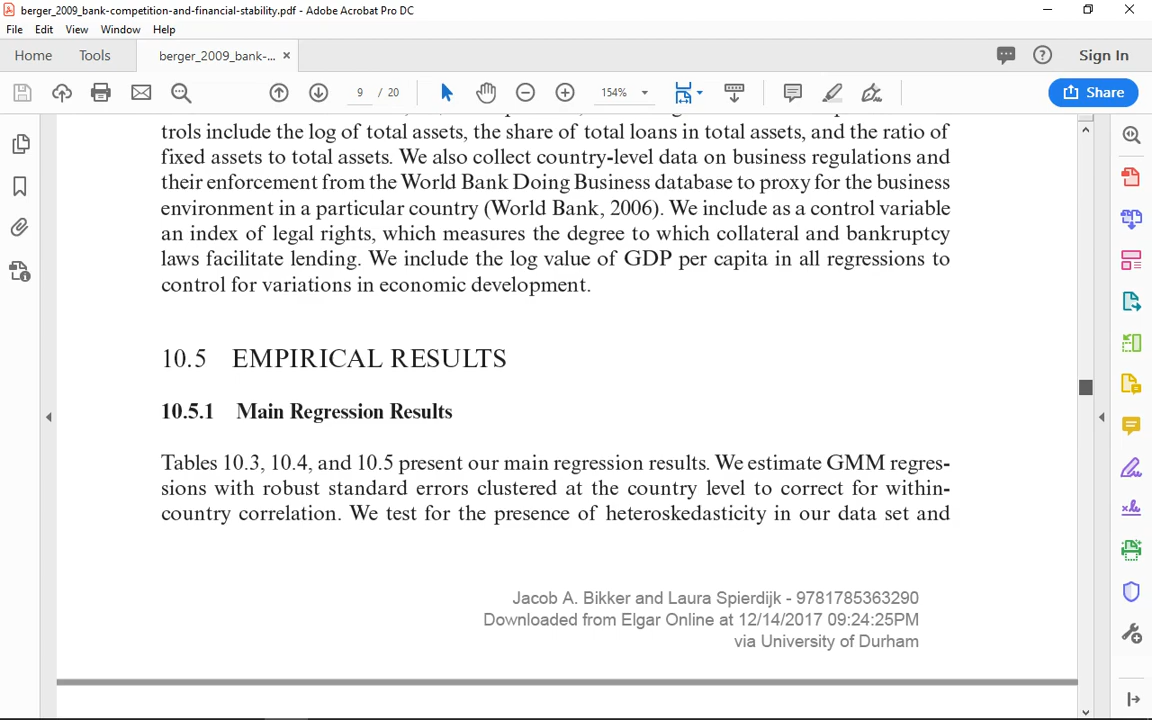 berger_2009_bank-competition-and-financial-stability.pdf - Adobe Acrobat Pro DC
File Edit View Window Help
Home Tools berger_2009_bank-... × Sign In
9 / 20 154% Share
trols include the log of total assets, the share of total loans in total assets, and the ratio of
fixed assets to total assets. We also collect country-level data on business regulations and
their enforcement from the World Bank Doing Business database to proxy for the business
environment in a particular country (World Bank, 2006). We include as a control variable
an index of legal rights, which measures the degree to which collateral and bankruptcy
laws facilitate lending. We include the log value of GDP per capita in all regressions to
control for variations in economic development.
10.5 EMPIRICAL RESULTS
10.5.1 Main Regression Results
Tables 10.3, 10.4, and 10.5 present our main regression results. We estimate GMM regres-
sions with robust standard errors clustered at the country level to correct for within-
country correlation. We test for the presence of heteroskedasticity in our data set and
Jacob A. Bikker and Laura Spierdijk - 9781785363290
Downloaded from Elgar Online at 12/14/2017 09:24:25PM
via University of Durham